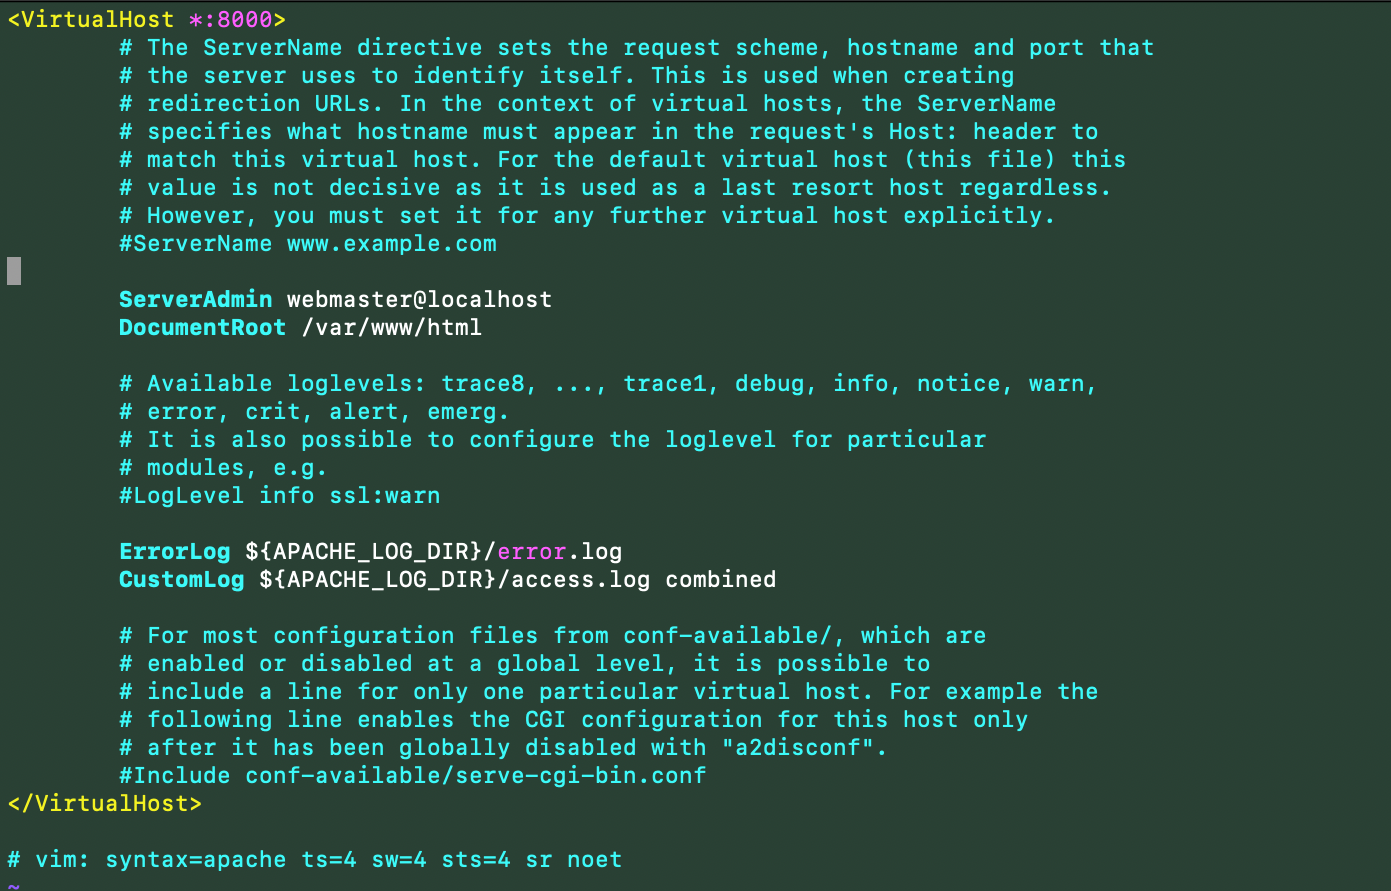 <VirtualHost *:8000>
# The ServerName directive sets the request scheme, hostname and port that
# the server uses to identify itself. This is used when creating
# redirection URLs. In the context of virtual hosts, the ServerName
# specifies what hostname must appear in the request's Host: header to
# match this virtual host. For the default virtual host (this file) this
# value is not decisive as it is used as a last resort host regardless.
# However, you must set it for any further virtual host explicitly.
#ServerName www.example.com
ServerAdmin webmaster@localhost
DocumentRoot /var/www/html
# Available loglevels: trace8, ..., trace1, debug, info, notice, warn,
# error, crit, alert, emerg.
# It is also possible to configure the loglevel for particular
# modules, e.g.
#LogLevel info ssl:warn
ErrorLog ${APACHE_LOG_DIR}/error.log
CustomLog ${APACHE_LOG_DIR}/access.log combined
# For most configuration files from conf-available/, which are
# enabled or disabled at a global level, it is possible to
# include a line for only one particular virtual host. For example the
# following line enables the CGI configuration for this host only
# after it has been globally disabled with "a2disconf".
#Include conf-available/serve-cgi-bin.conf
</VirtualHost>
# vim: syntax=apache ts=4 sw=4 sts=4 sr noet
~